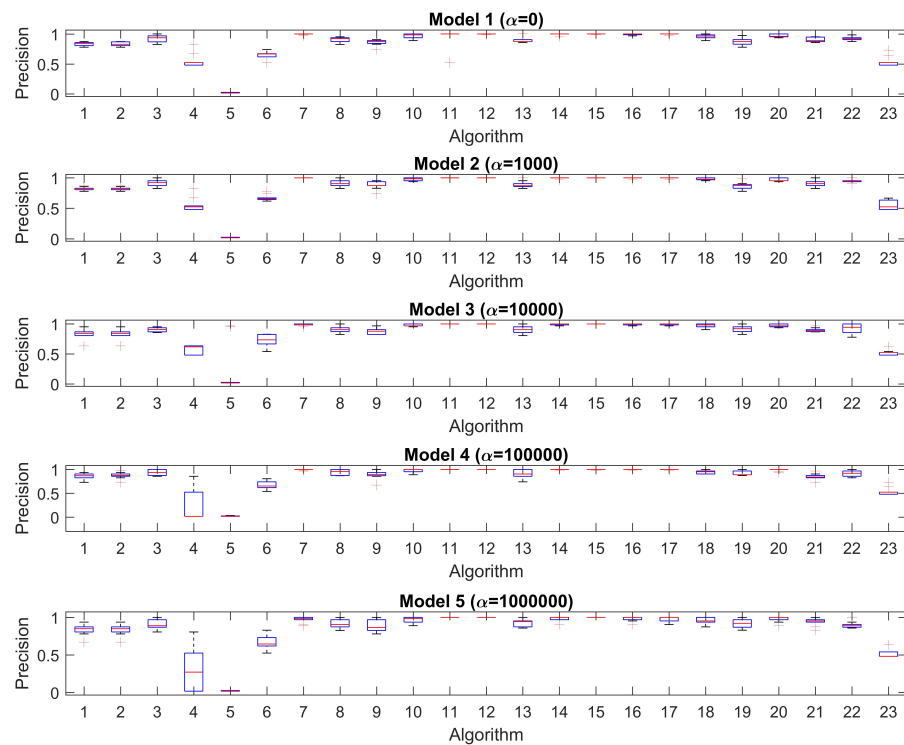 Model 1 (α=0)
Precision
1
0.5
0
1 2 3 4 5 6 7 8 9 10 11 12 13 14 15 16 17 18 19 20 21 22 23
Algorithm
Model 2 (α=1000)
Precision
1
0.5
0
1 2 3 4 5 6 7 8 9 10 11 12 13 14 15 16 17 18 19 20 21 22 23
Algorithm
Model 3 (α=10000)
Precision
1
0.5
0
1 2 3 4 5 6 7 8 9 10 11 12 13 14 15 16 17 18 19 20 21 22 23
Algorithm
Model 4 (α=100000)
Precision
1
0.5
0
1 2 3 4 5 6 7 8 9 10 11 12 13 14 15 16 17 18 19 20 21 22 23
Algorithm
Model 5 (α=1000000)
Precision
1
0.5
0
1 2 3 4 5 6 7 8 9 10 11 12 13 14 15 16 17 18 19 20 21 22 23
Algorithm